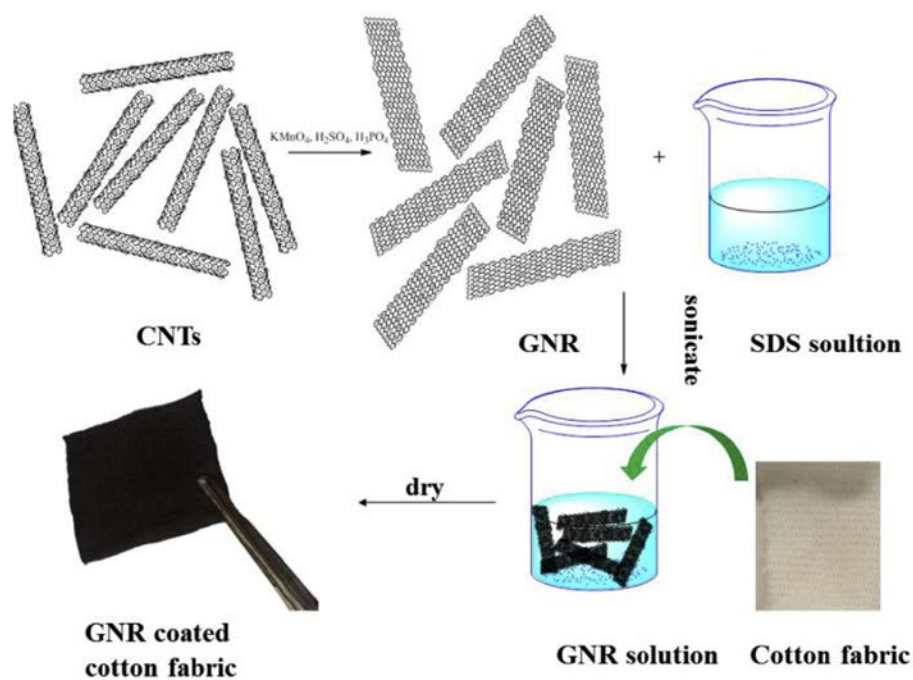 KMnO₄, H₂SO₄, H₃PO₄
+
CNTs
GNR
sonicate
SDS soultion
dry
GNR coated
cotton fabric
GNR solution
Cotton fabric